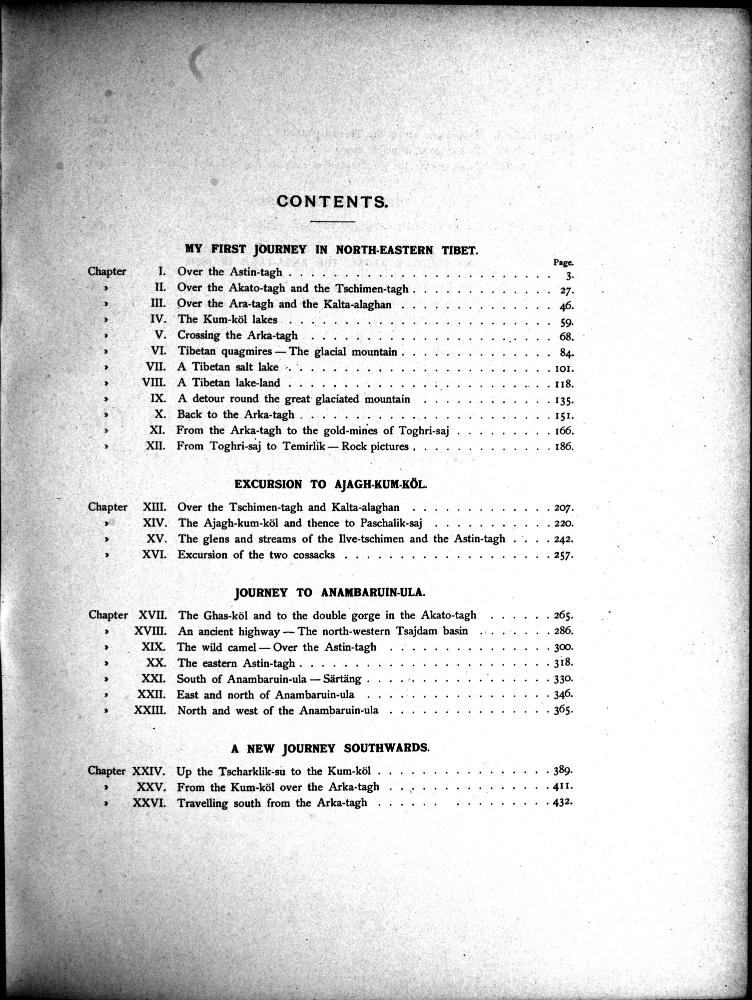 CONTENTS.
MY FIRST JOURNEY IN NORTH-EASTERN TIBET.
Page.
Chapter I. Over the Astin-tagh . . . . . . . . . . 3.
» II. Over the Akato-tagh and the Tschimen-tagh . . . . . . . . . . 27.
» III. Over the Ara-tagh and the Kalta-alaghan . . . . . . . . . . 46.
» IV. The Kum-köl lakes . . . . . . . . . . 59.
» V. Crossing the Arka-tagh . . . . . . . . . . 68.
» VI. Tibetan quagmires — The glacial mountain . . . . . . . . . . 84.
» VII. A Tibetan salt lake . . . . . . . . . . 101.
» VIII. A Tibetan lake-land . . . . . . . . . . 118.
» IX. A detour round the great glaciated mountain . . . . . . . . . . 135.
» X. Back to the Arka-tagh . . . . . . . . . . 151.
» XI. From the Arka-tagh to the gold-mines of Toghri-saj . . . . . . . . 166.
» XII. From Toghri-saj to Temirlik — Rock pictures . . . . . . . . . . 186.
EXCURSION TO AJAGH-KUM-KÖL.
Chapter XIII. Over the Tschimen-tagh and Kalta-alaghan . . . . . . . . . . 207.
» XIV. The Ajagh-kum-köl and thence to Paschalik-saj . . . . . . . . . 220.
» XV. The glens and streams of the Ilve-tschimen and the Astin-tagh . . . . 242.
» XVI. Excursion of the two cossacks . . . . . . . . . . 257.
JOURNEY TO ANAMBARUIN-ULA.
Chapter XVII. The Ghas-köl and to the double gorge in the Akato-tagh . . . . . . 265.
» XVIII. An ancient highway — The north-western Tsajdam basin . . . . . . . 286.
» XIX. The wild camel — Over the Astin-tagh . . . . . . . . . . 300.
» XX. The eastern Astin-tagh . . . . . . . . . . 318.
» XXI. South of Anambaruin-ula — Särtäng . . . . . . . . . . 330.
» XXII. East and north of Anambaruin-ula . . . . . . . . . . 346.
» XXIII. North and west of the Anambaruin-ula . . . . . . . . . . 365.
A NEW JOURNEY SOUTHWARDS.
Chapter XXIV. Up the Tscharklik-su to the Kum-köl . . . . . . . . . . 389.
» XXV. From the Kum-köl over the Arka-tagh . . . . . . . . . . 411.
» XXVI. Travelling south from the Arka-tagh . . . . . . . . . . 432.